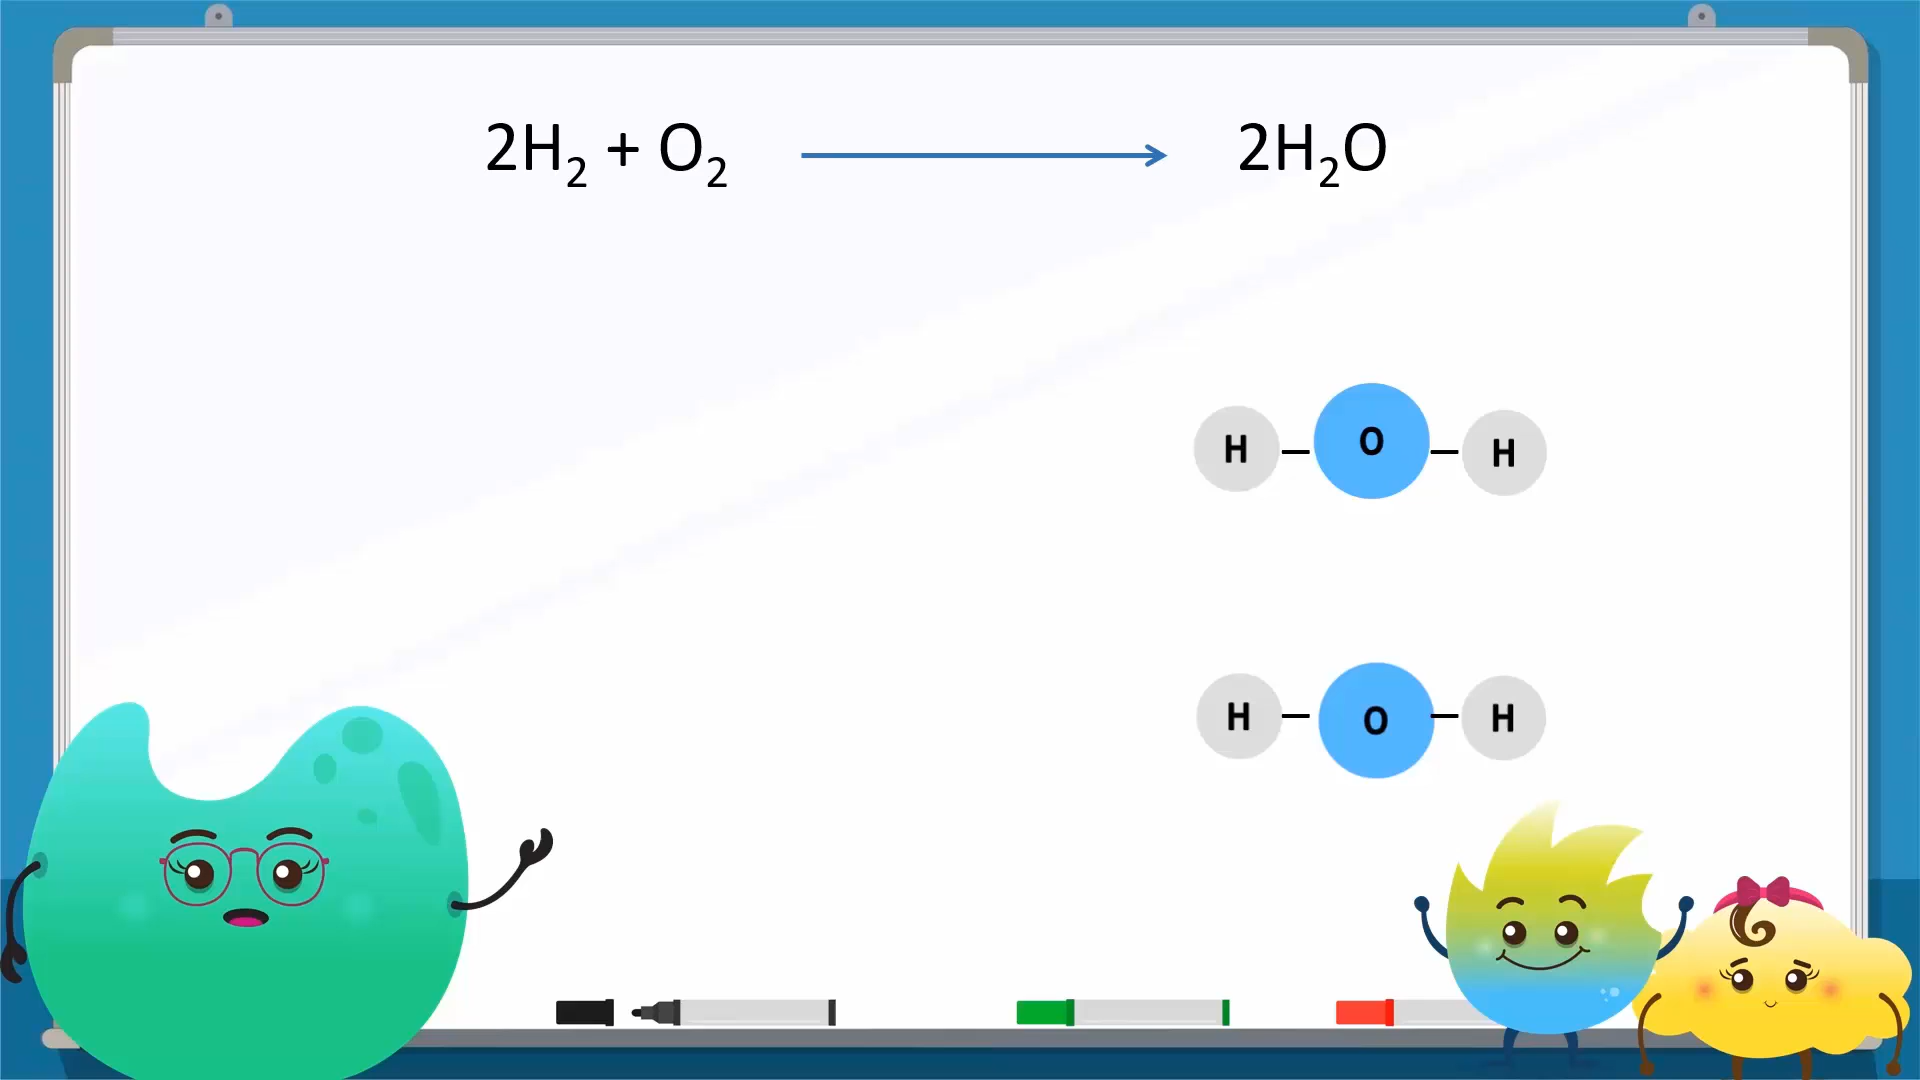 2H₂ + O₂ → 2H₂O
H – O – H
H – O – H